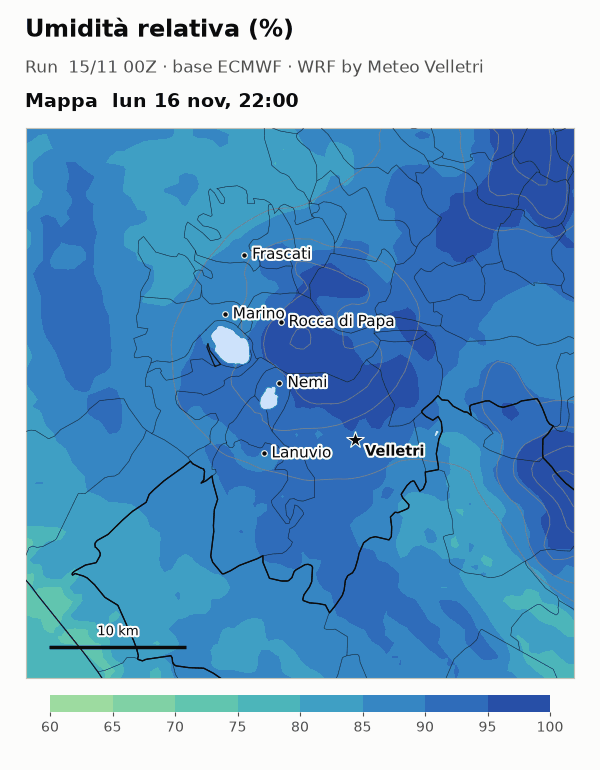 Umidità relativa (%)
Run  15/11 00Z · base ECMWF · WRF by Meteo Velletri
Mappa  lun 16 nov, 22:00
Frascati
Marino
Rocca di Papa
Nemi
Velletri
Lanuvio
10 km
60 65 70 75 80 85 90 95 100